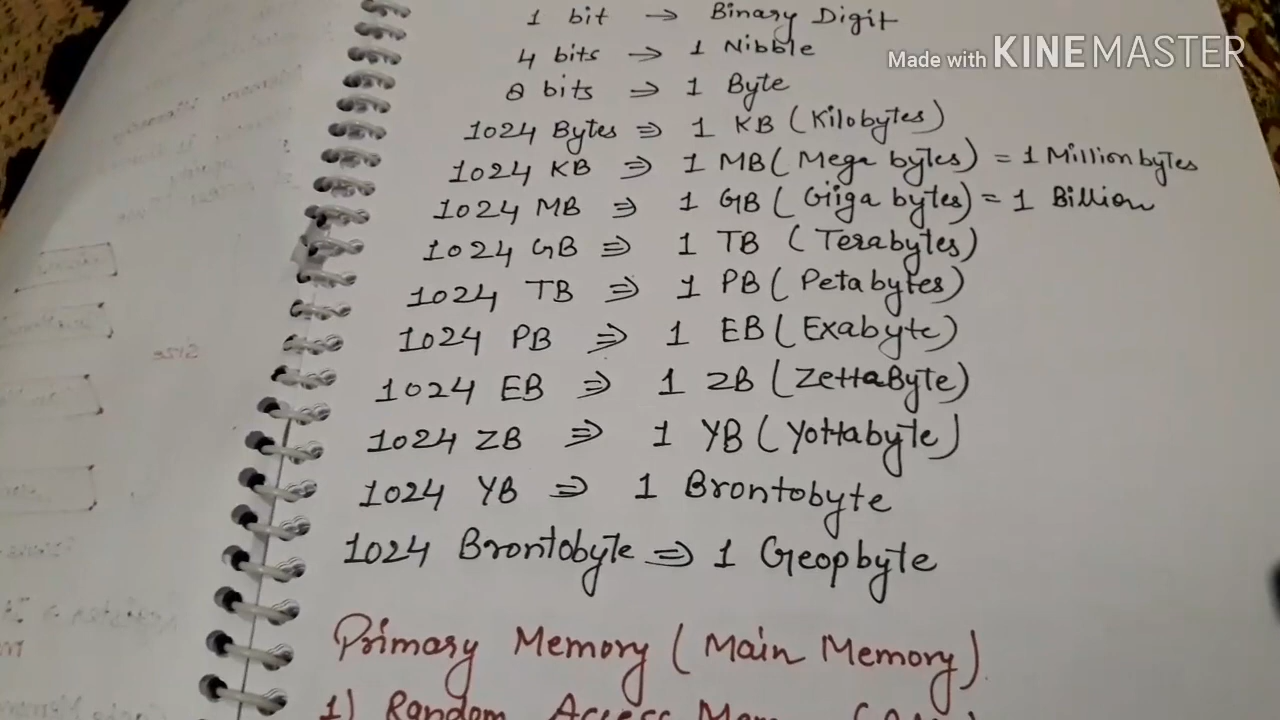 1 bit → Binary Digit
Made with KINEMASTER
4 bits → 1 Nibble
8 bits → 1 Byte
1024 Bytes ⇒ 1 KB (Kilobytes)
1024 KB ⇒ 1 MB (Mega bytes) = 1 Million bytes
1024 MB ⇒ 1 GB (Giga bytes) = 1 Billion
1024 GB ⇒ 1 TB (Terabytes)
1024 TB ⇒ 1 PB (Petabytes)
1024 PB ⇒ 1 EB (Exabyte)
1024 EB ⇒ 1 ZB (ZettaByte)
1024 ZB ⇒ 1 YB (Yottabyte)
1024 YB ⇒ 1 Brontobyte
1024 Brontobyte ⇒ 1 Geopbyte
Primary Memory (Main Memory)
1) Random Access